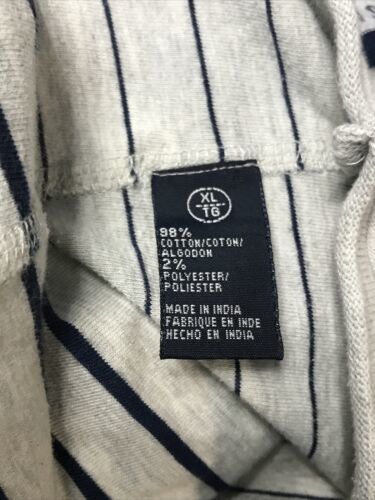 XL
TG
98%
COTTON/COTON/
ALGODON
2%
POLYESTER/
POLIESTER
MADE IN INDIA
FABRIQUE EN INDE
HECHO EN INDIA